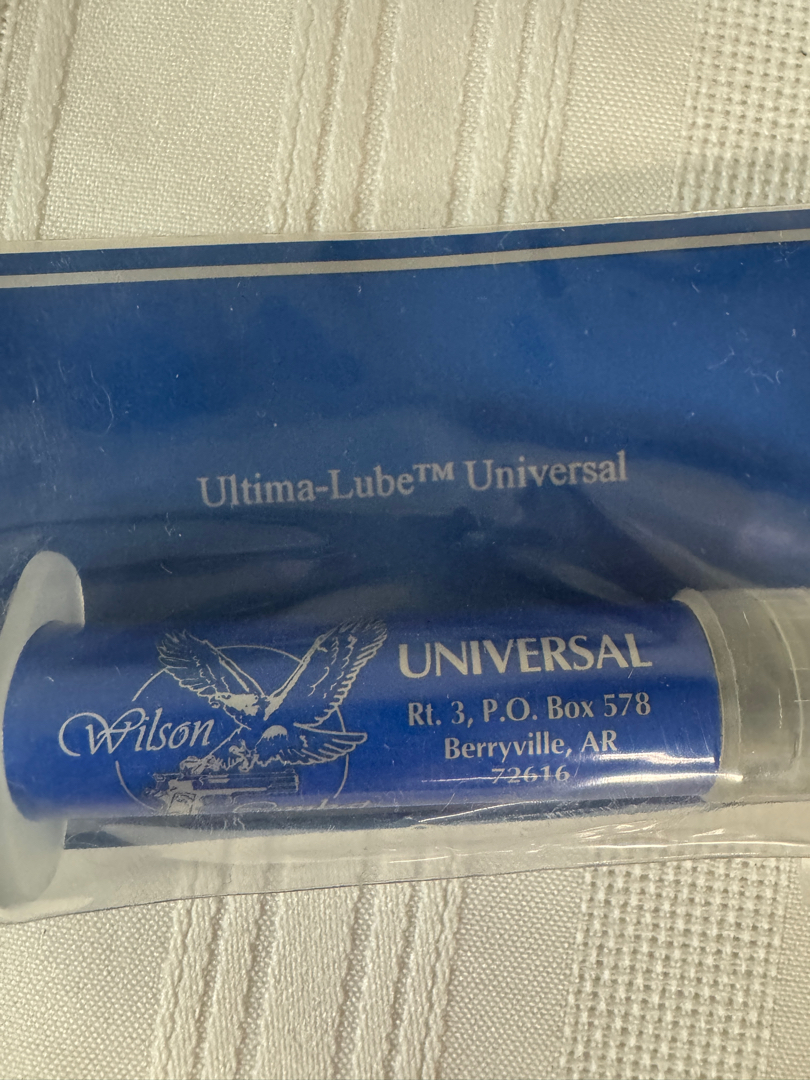 Ultima-Lube™ Universal
Wilson
UNIVERSAL
Rt. 3, P.O. Box 578
Berryville, AR
72616